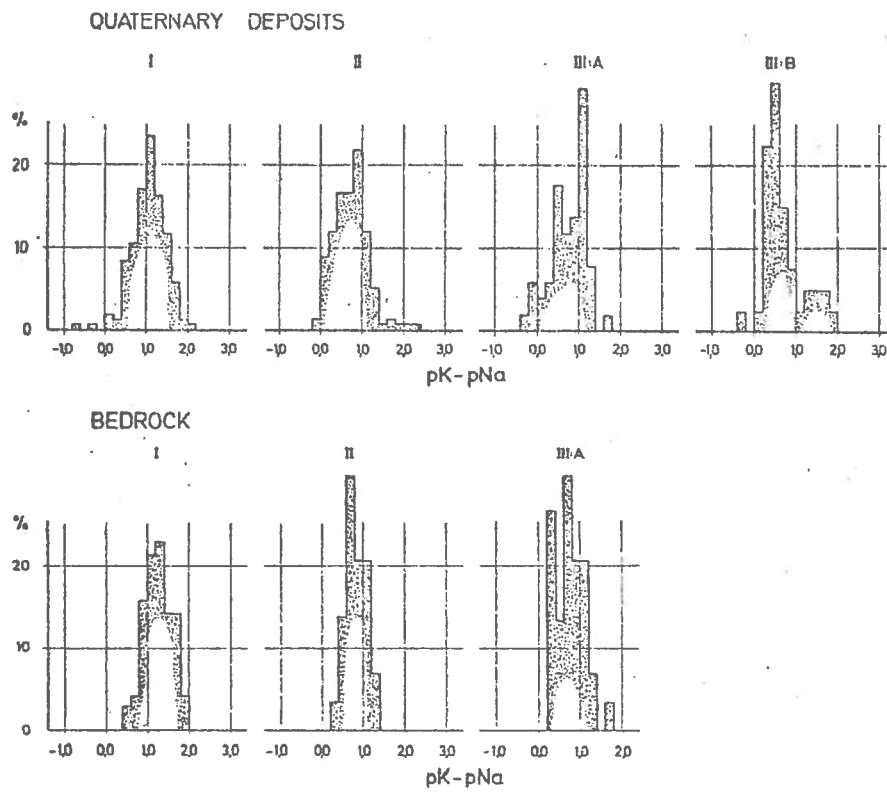 QUATERNARY DEPOSITS
I II III:A III:B
%
20
10
0
-1,0 0,0 1,0 2,0 3,0 -1,0 0,0 1,0 2,0 3,0 -1,0 0,0 1,0 2,0 3,0 -1,0 0,0 1,0 2,0 3,0
pK-pNa
BEDROCK
I II III:A
%
20
10
0
-1,0 0,0 1,0 2,0 3,0 -1,0 0,0 1,0 2,0 3,0 -1,0 0,0 1,0 2,0
pK-pNa